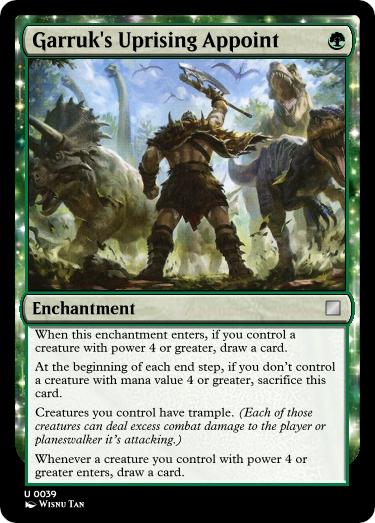 Garruk's Uprising Appoint
Enchantment
When this enchantment enters, if you control a
creature with power 4 or greater, draw a card.
At the beginning of each end step, if you don't control
a creature with mana value 4 or greater, sacrifice this
card.
Creatures you control have trample. (Each of those
creatures can deal excess combat damage to the player or
planeswalker it's attacking.)
Whenever a creature you control with power 4 or
greater enters, draw a card.
U 0039
Wisnu Tan